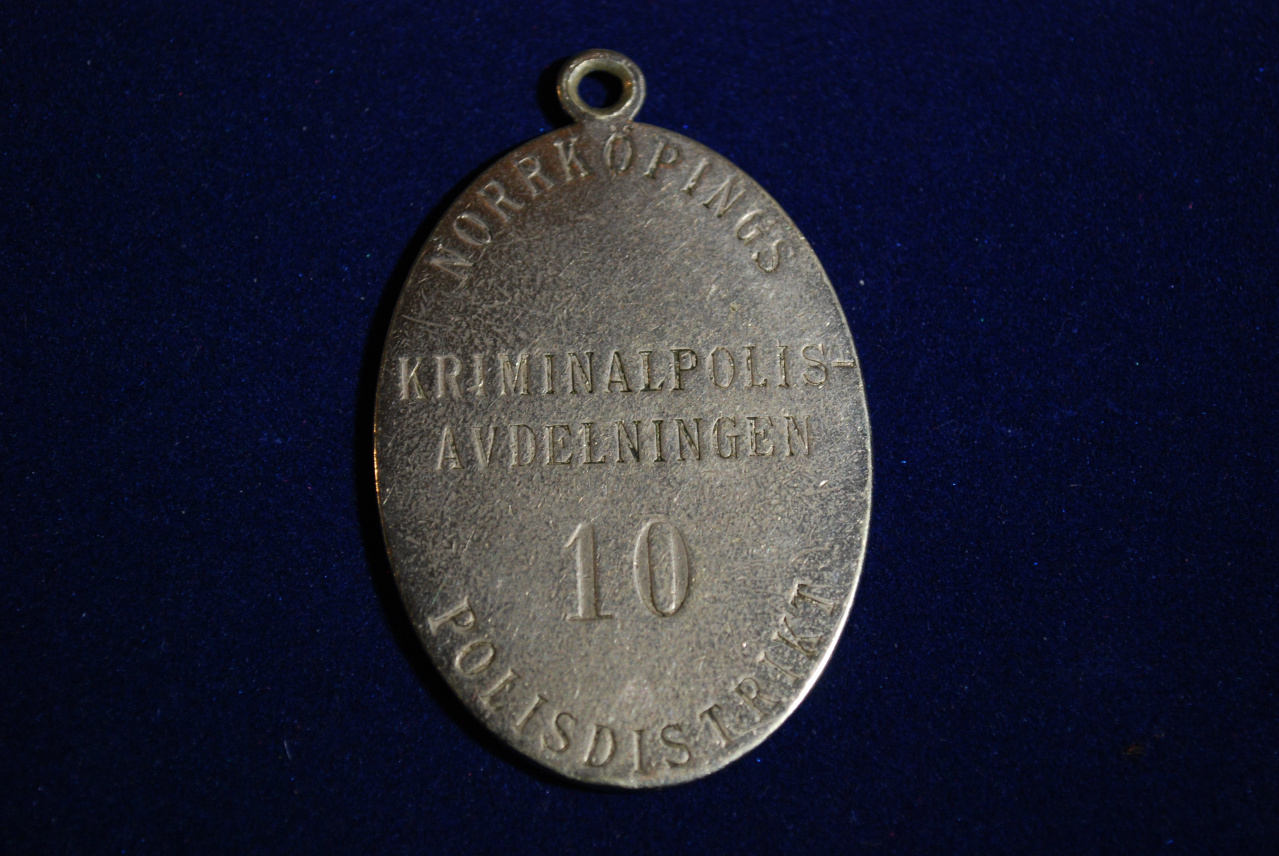 NORRKÖPINGS
KRIMINALPOLIS-
AVDELNINGEN
10
POLISDISTRIKT